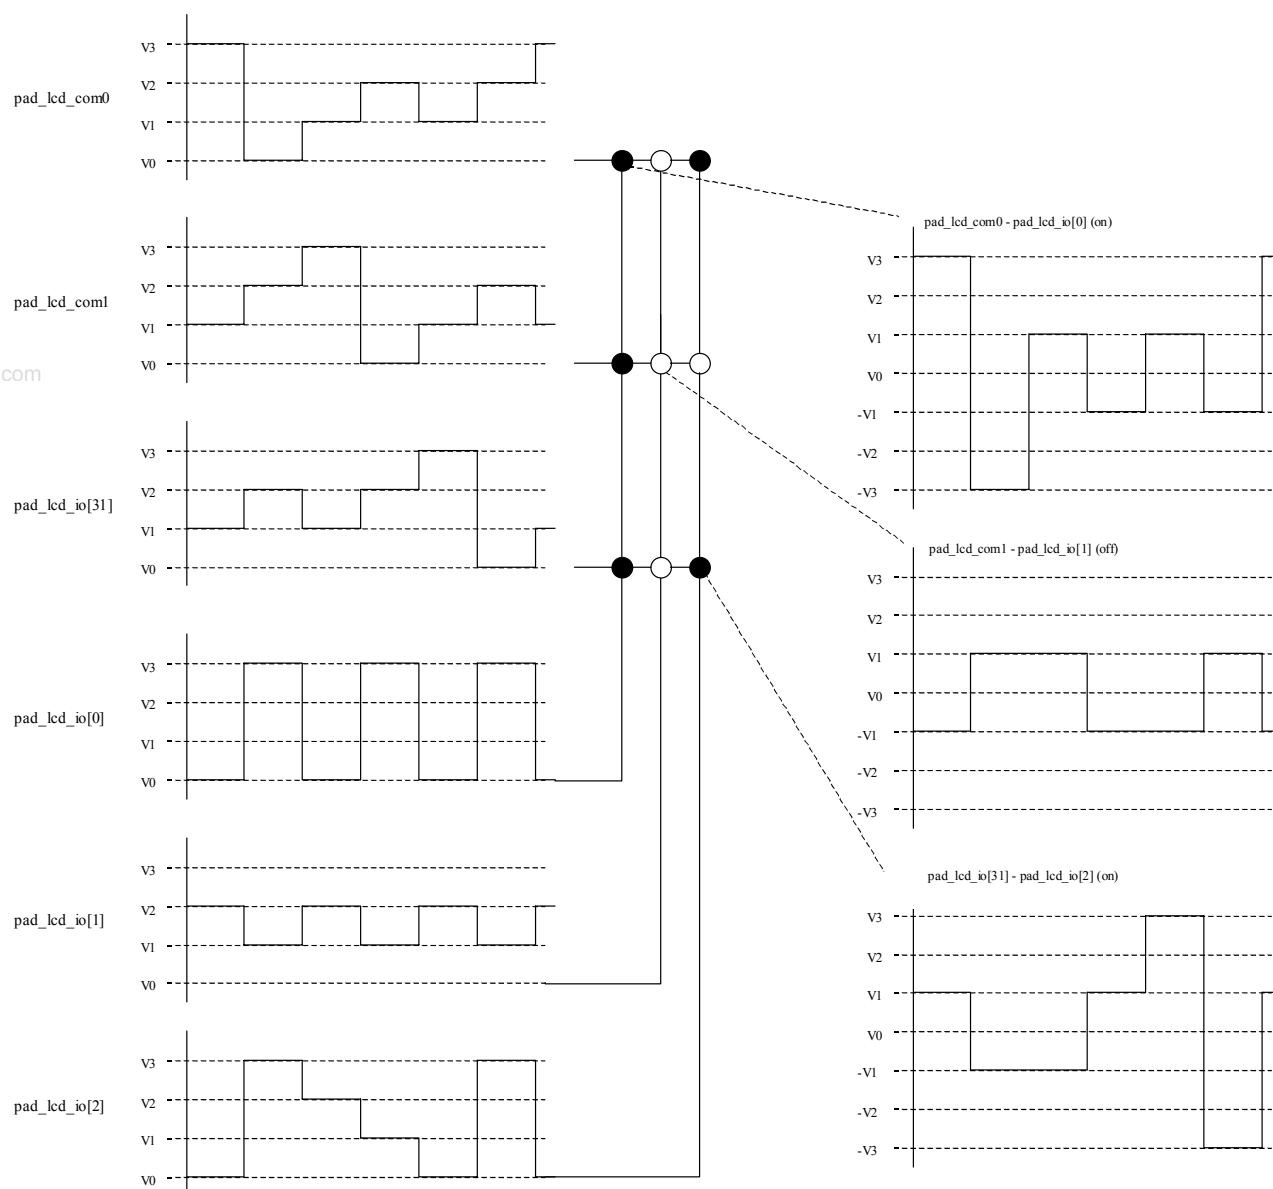 V3
V2
pad_lcd_com0
V1
V0
V3
V2
pad_lcd_com1
V1
V0
com
V3
V2
pad_lcd_io[31]
V1
V0
V3
V2
pad_lcd_io[0]
V1
V0
V3
V2
pad_lcd_io[1]
V1
V0
V3
V2
pad_lcd_io[2]
V1
V0
pad_lcd_com0 - pad_lcd_io[0] (on)
V3
V2
V1
V0
-V1
-V2
-V3
pad_lcd_com1 - pad_lcd_io[1] (off)
V3
V2
V1
V0
-V1
-V2
-V3
pad_lcd_io[31] - pad_lcd_io[2] (on)
V3
V2
V1
V0
-V1
-V2
-V3